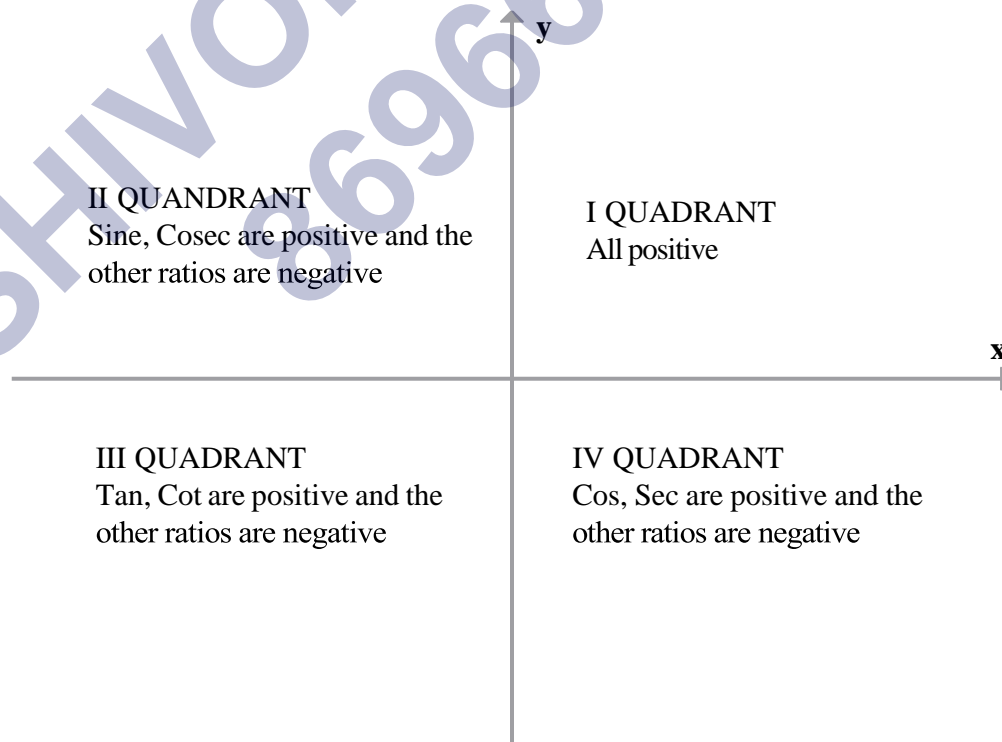 y
II QUANDRANT
Sine, Cosec are positive and the
other ratios are negative
I QUADRANT
All positive
x
III QUADRANT
Tan, Cot are positive and the
other ratios are negative
IV QUADRANT
Cos, Sec are positive and the
other ratios are negative